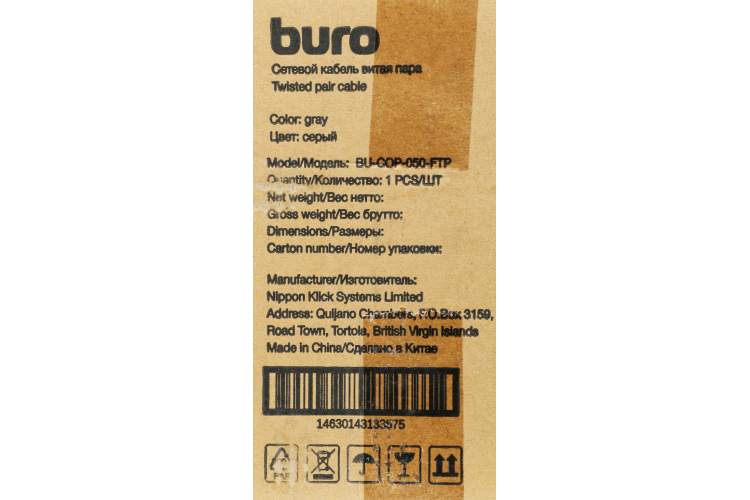 buro
Сетевой кабель витая пара
Twisted pair cable
Color: gray
Цвет: серый
Model/Модель: BU-COP-050-FTP
Quantity/Количество: 1 PCS/ШТ
Net weight/Вес нетто:
Gross weight/Вес брутто:
Dimensions/Размеры:
Carton number/Номер упаковки:
Manufacturer/Изготовитель:
Nippon Klick Systems Limited
Address: Quijano Chambers, P.O.Box 3159,
Road Town, Tortola, British Virgin Islands
Made in China/Сделано в Китае
14630143133575
PAP